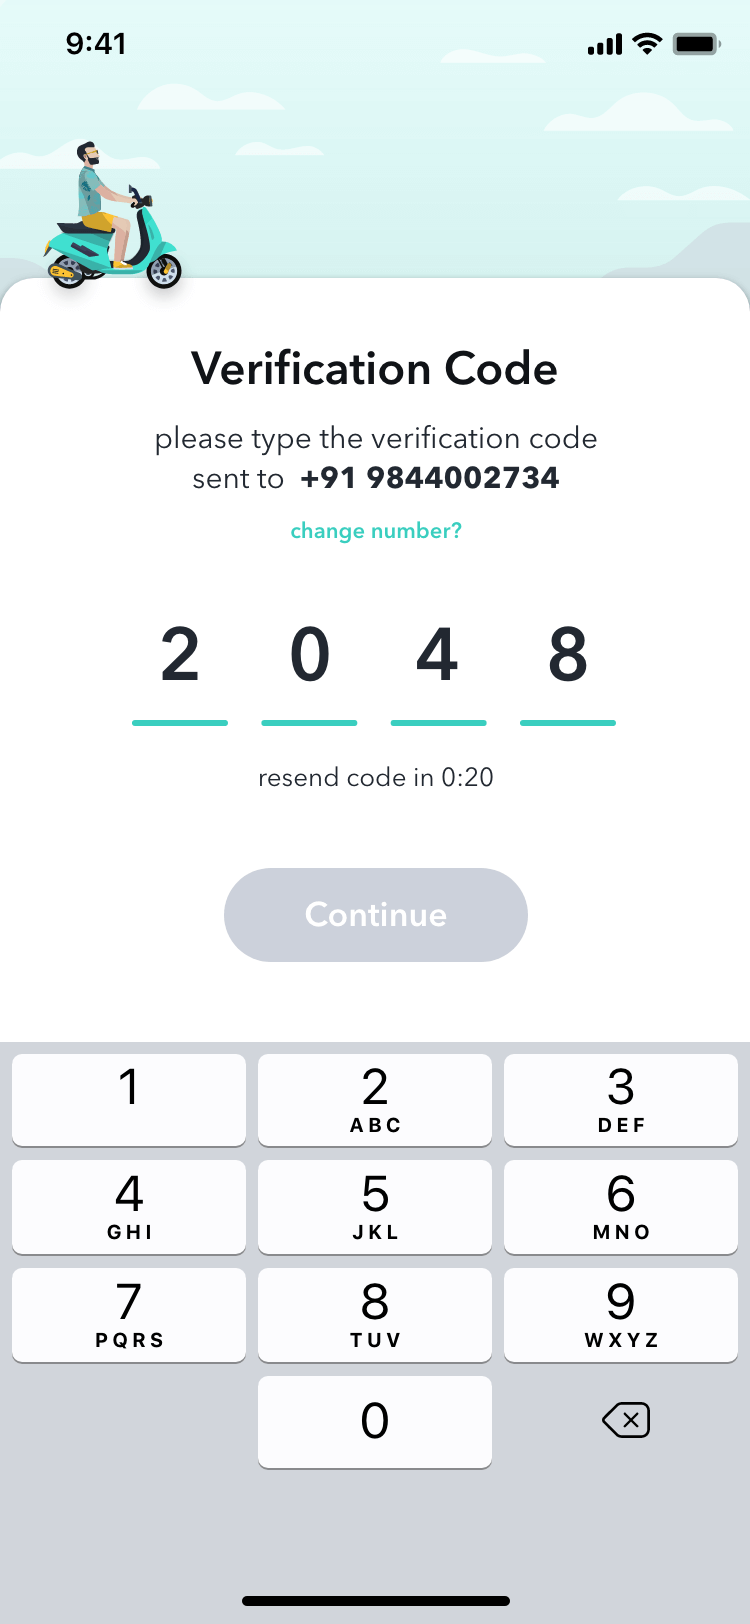 9:41
Verification Code
please type the verification code
sent to +91 9844002734
change number?
2 0 4 8
resend code in 0:20
Continue
1 2 3
ABC DEF
4 5 6
GHI JKL MNO
7 8 9
PQRS TUV WXYZ
0